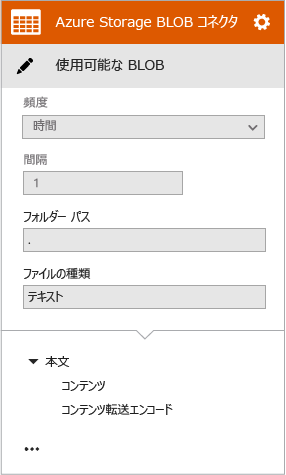 Azure Storage BLOB コネクタ
使用可能な BLOB
頻度
時間
間隔
1
フォルダー パス
.
ファイルの種類
テキスト
本文
コンテンツ
コンテンツ転送エンコード
...